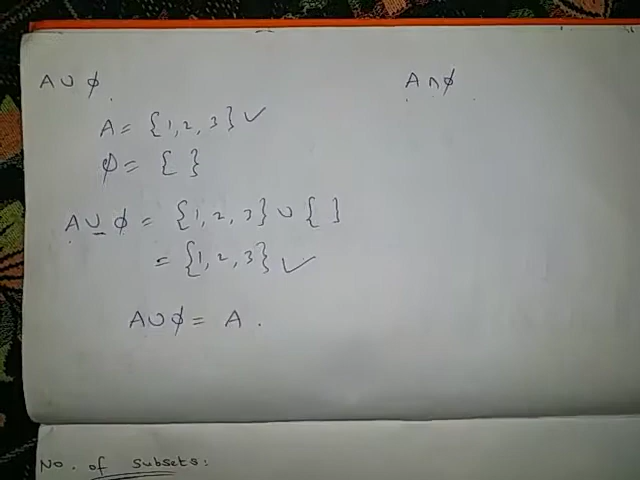 A ∪ ϕ.
A = {1, 2, 3} ✓
ϕ = { }
A ∪ ϕ = {1, 2, 3} ∪ { }
= {1, 2, 3} ✓
A ∪ ϕ = A.
A ∩ ϕ
No. of subsets: